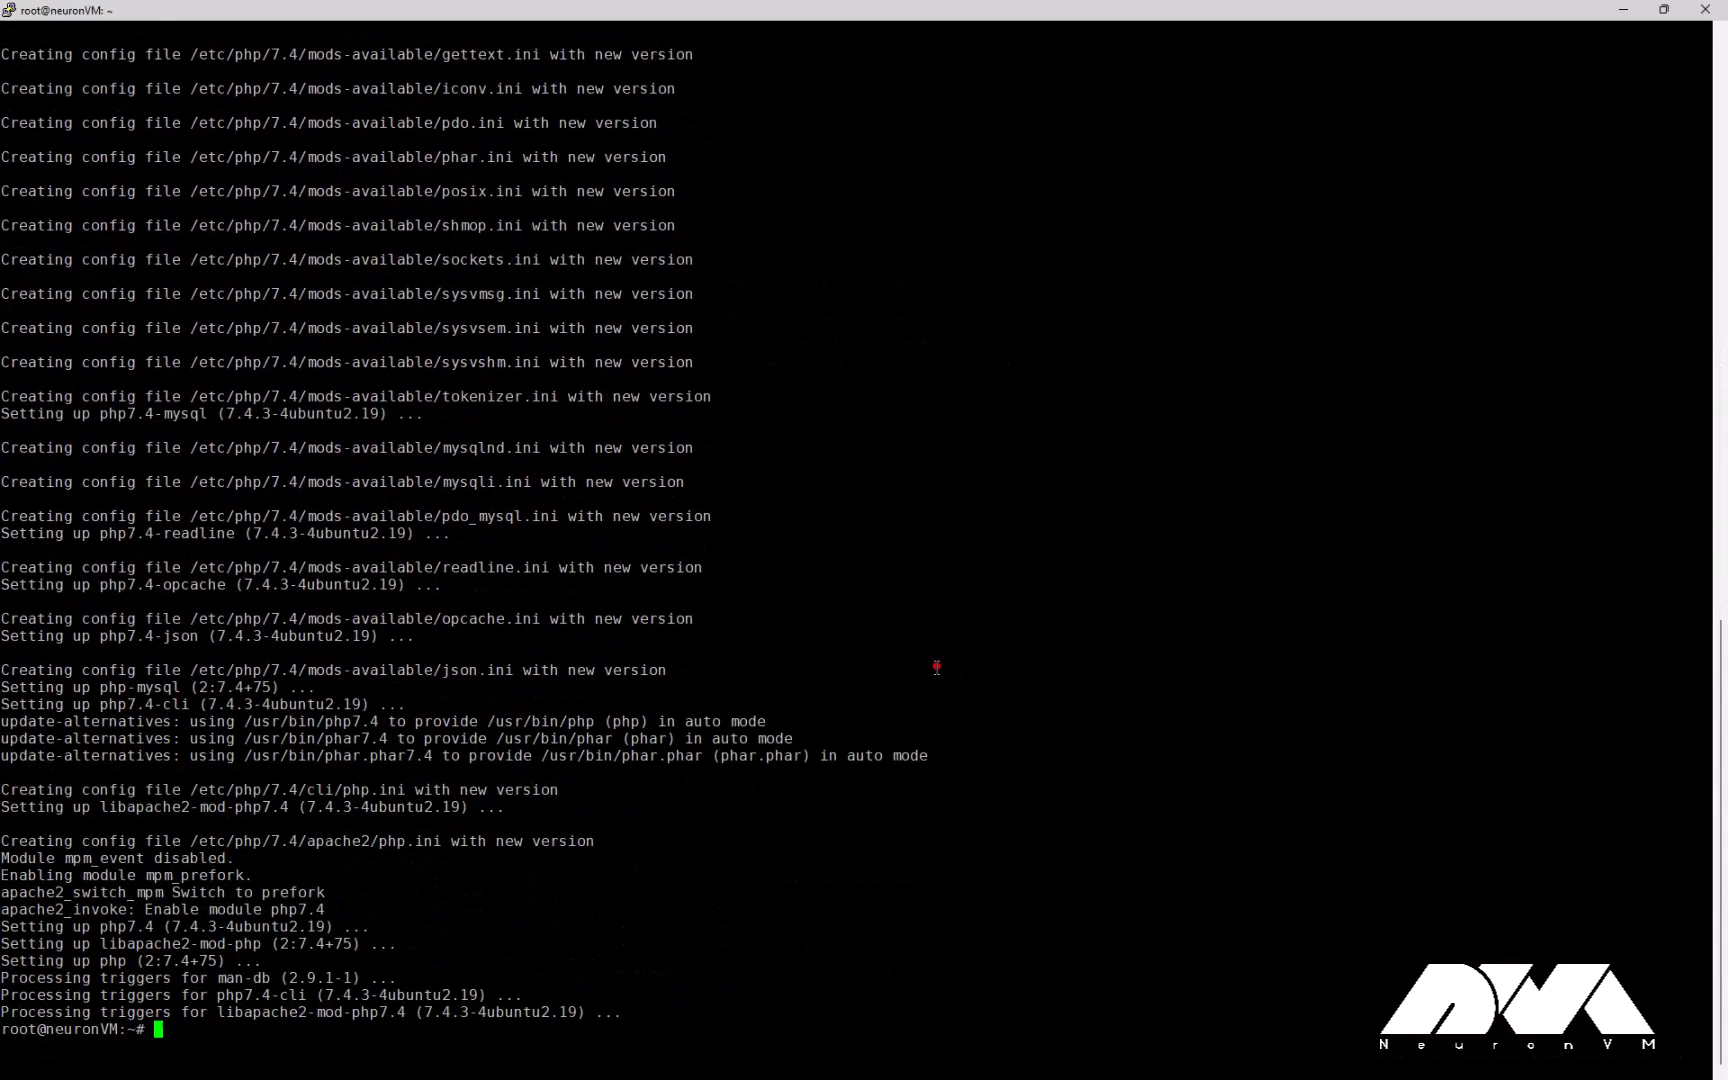 root@neuronVM: ~
Creating config file /etc/php/7.4/mods-available/gettext.ini with new version
Creating config file /etc/php/7.4/mods-available/iconv.ini with new version
Creating config file /etc/php/7.4/mods-available/pdo.ini with new version
Creating config file /etc/php/7.4/mods-available/phar.ini with new version
Creating config file /etc/php/7.4/mods-available/posix.ini with new version
Creating config file /etc/php/7.4/mods-available/shmop.ini with new version
Creating config file /etc/php/7.4/mods-available/sockets.ini with new version
Creating config file /etc/php/7.4/mods-available/sysvmsg.ini with new version
Creating config file /etc/php/7.4/mods-available/sysvsem.ini with new version
Creating config file /etc/php/7.4/mods-available/sysvshm.ini with new version
Creating config file /etc/php/7.4/mods-available/tokenizer.ini with new version
Setting up php7.4-mysql (7.4.3-4ubuntu2.19) ...
Creating config file /etc/php/7.4/mods-available/mysqlnd.ini with new version
Creating config file /etc/php/7.4/mods-available/mysqli.ini with new version
Creating config file /etc/php/7.4/mods-available/pdo_mysql.ini with new version
Setting up php7.4-readline (7.4.3-4ubuntu2.19) ...
Creating config file /etc/php/7.4/mods-available/readline.ini with new version
Setting up php7.4-opcache (7.4.3-4ubuntu2.19) ...
Creating config file /etc/php/7.4/mods-available/opcache.ini with new version
Setting up php7.4-json (7.4.3-4ubuntu2.19) ...
Creating config file /etc/php/7.4/mods-available/json.ini with new version
Setting up php-mysql (2:7.4+75) ...
Setting up php7.4-cli (7.4.3-4ubuntu2.19) ...
update-alternatives: using /usr/bin/php7.4 to provide /usr/bin/php (php) in auto mode
update-alternatives: using /usr/bin/phar7.4 to provide /usr/bin/phar (phar) in auto mode
update-alternatives: using /usr/bin/phar.phar7.4 to provide /usr/bin/phar.phar (phar.phar) in auto mode
Creating config file /etc/php/7.4/cli/php.ini with new version
Setting up libapache2-mod-php7.4 (7.4.3-4ubuntu2.19) ...
Creating config file /etc/php/7.4/apache2/php.ini with new version
Module mpm_event disabled.
Enabling module mpm_prefork.
apache2_switch_mpm Switch to prefork
apache2_invoke: Enable module php7.4
Setting up php7.4 (7.4.3-4ubuntu2.19) ...
Setting up libapache2-mod-php (2:7.4+75) ...
Setting up php (2:7.4+75) ...
Processing triggers for man-db (2.9.1-1) ...
Processing triggers for php7.4-cli (7.4.3-4ubuntu2.19) ...
Processing triggers for libapache2-mod-php7.4 (7.4.3-4ubuntu2.19) ...
root@neuronVM:~#
NeuronVM